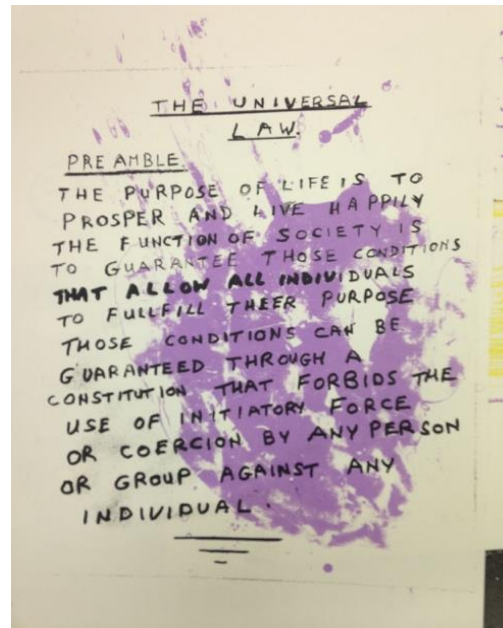 THE UNIVERSAL
LAW.
PREAMBLE
THE PURPOSE OF LIFE IS TO
PROSPER AND LIVE HAPPILY
THE FUNCTION OF SOCIETY IS
TO GUARANTEE THOSE CONDITIONS
THAT ALLOW ALL INDIVIDUALS
TO FULLFILL THEER PURPOSE
THOSE CONDITIONS CAN BE
GUARANTEED THROUGH A
CONSTITUTION THAT FORBIDS THE
USE OF INITIATORY FORCE
OR COERCION BY ANY PERSON
OR GROUP AGAINST ANY
INDIVIDUAL.